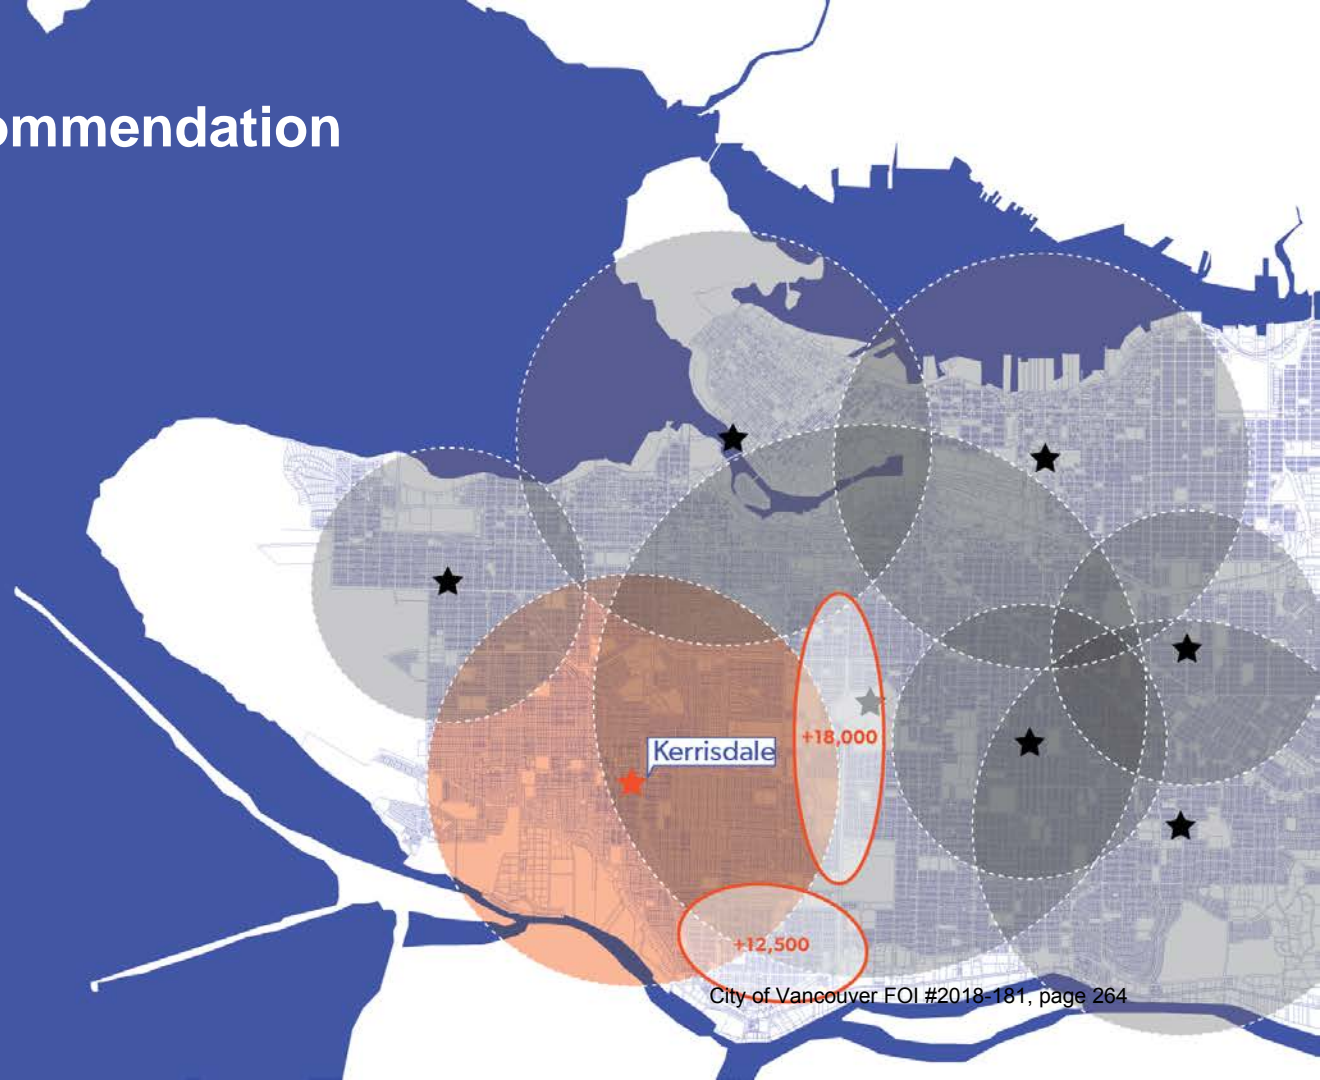 ommendation
+18,000
Kerrisdale
+12,500
City of Vancouver FOI #2018-181, page 264